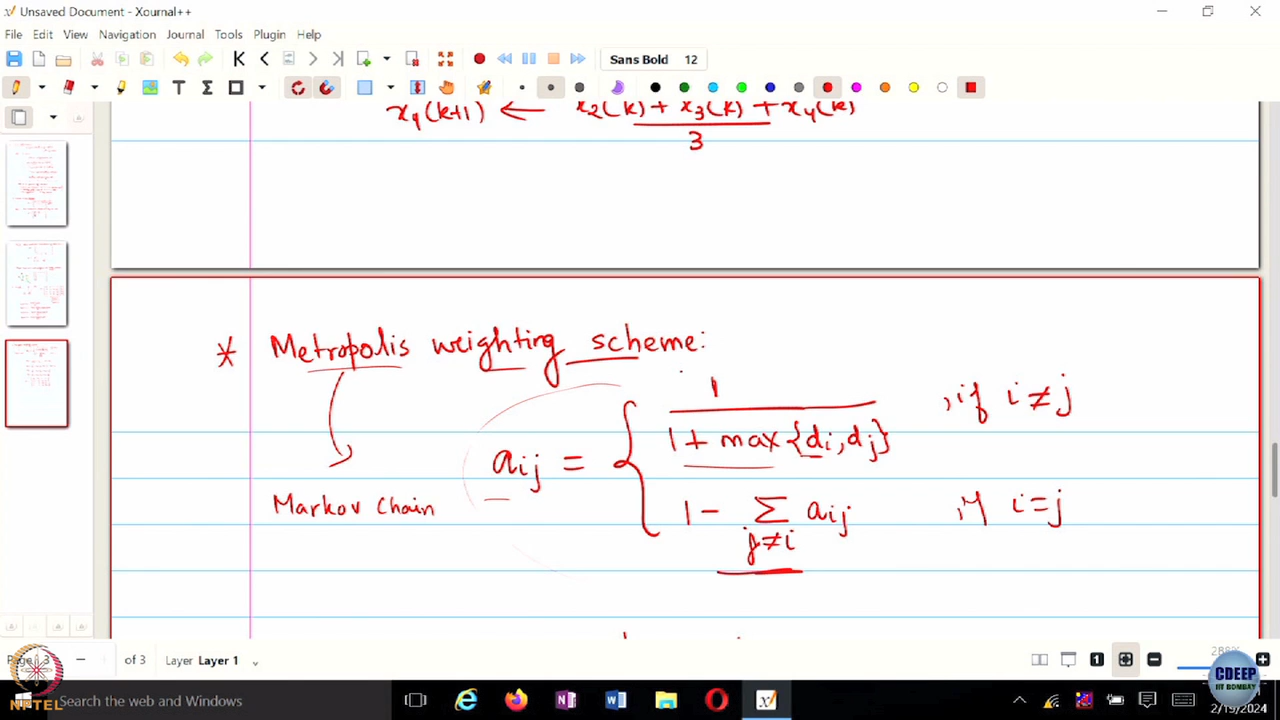 Unsaved Document - Xournal++
File Edit View Navigation Journal Tools Plugin Help
Sans Bold 12
x4(k+1) ← x2(k) + x3(k) + x4(k)
3
* Metropolis weighting scheme:
1
1 + max{di, dj} , if i ≠ j
aij =
Markov Chain
1 - Σ aij if i = j
j ≠ i
of 3 Layer Layer 1
NPTEL
Search the web and Windows
CDEEP
IIT BOMBAY
2/19/2024